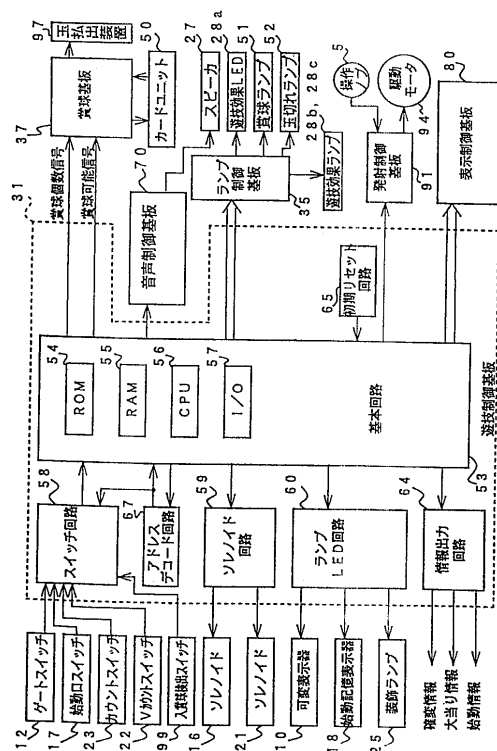 31
賞球個数信号
賞球可能信号
37
賞球基板
97
玉払出装置
50
カードユニット
70
音声制御基板
27
スピーカ
28a
遊技効果LED
51
賞球ランプ
52
玉切れランプ
ランプ
制御
基板
35
遊技効果ランプ
28b, 28c
5
操作
ノブ
駆動
モータ
94
発射制御
基板
91
80
表示制御基板
65
初期リセット
回路
54
ROM
55
RAM
56
CPU
57
I/O
基本回路
53
遊技制御基板
58
スイッチ回路
67
アドレス
デコード回路
59
ソレノイド
回路
60
ランプ
LED回路
64
情報出力
回路
12
ゲートスイッチ
17
始動口スイッチ
23
カウントスイッチ
22
Vカウントスイッチ
99
入賞球検出スイッチ
16
ソレノイド
21
ソレノイド
10
可変表示器
18
始動記憶表示器
25
装飾ランプ
確変情報
大当り情報
始動情報